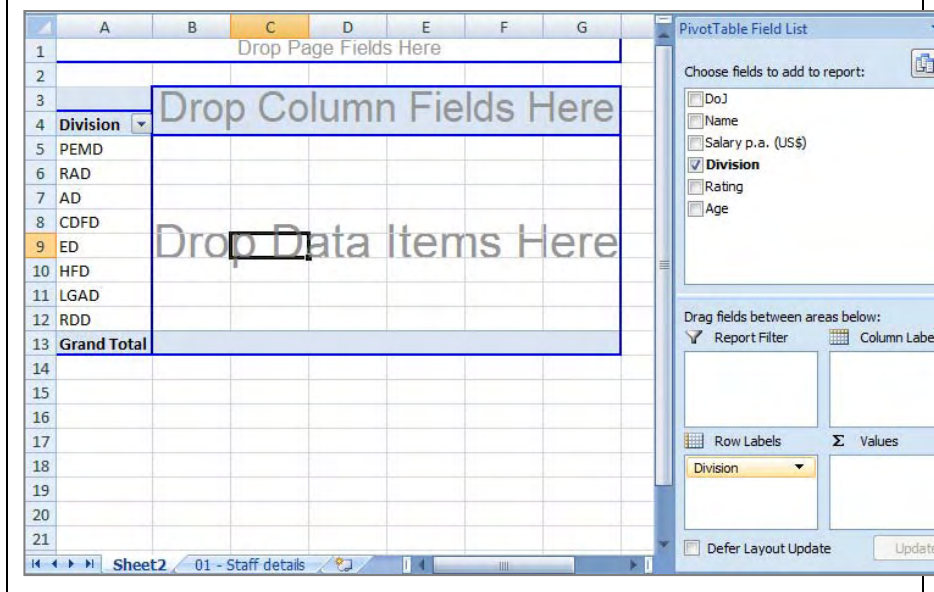 A B C D E F G
1 Drop Page Fields Here
2
3 Drop Column Fields Here
4 Division
5 PEMD
6 RAD
7 AD
8 CDFD
9 ED Drop Data Items Here
10 HFD
11 LGAD
12 RDD
13 Grand Total
14
15
16
17
18
19
20
21
Sheet2 01 - Staff details
PivotTable Field List
Choose fields to add to report:
DoJ
Name
Salary p.a. (US$)
Division
Rating
Age
Drag fields between areas below:
Report Filter Column Labe
Row Labels Σ Values
Division
Defer Layout Update Update